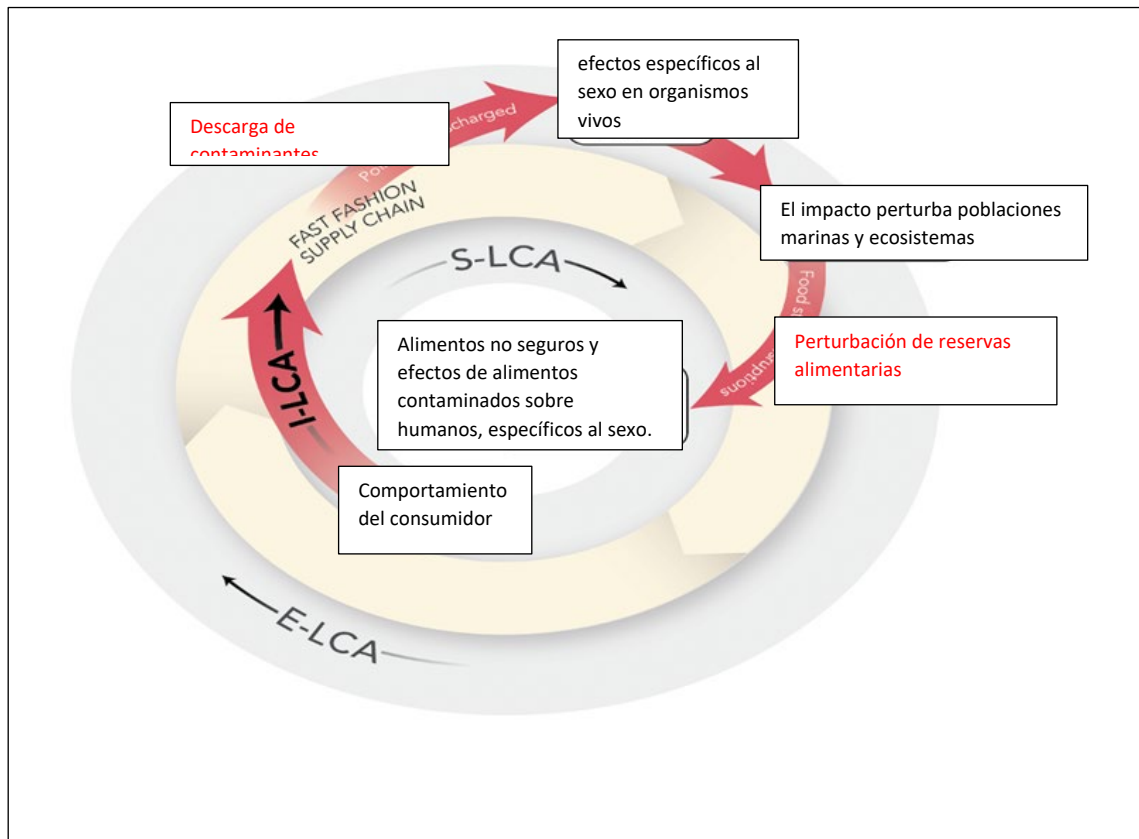 efectos específicos al
sexo en organismos
vivos
Descarga de
contaminantes
charged
FAST FASHION
SUPPLY CHAIN
El impacto perturba poblaciones
marinas y ecosistemas
S-LCA
Food
Perturbación de reservas
alimentarias
Alimentos no seguros y
efectos de alimentos
contaminados sobre
humanos, específicos al sexo.
I-LCA
Comportamiento
del consumidor
E-LCA